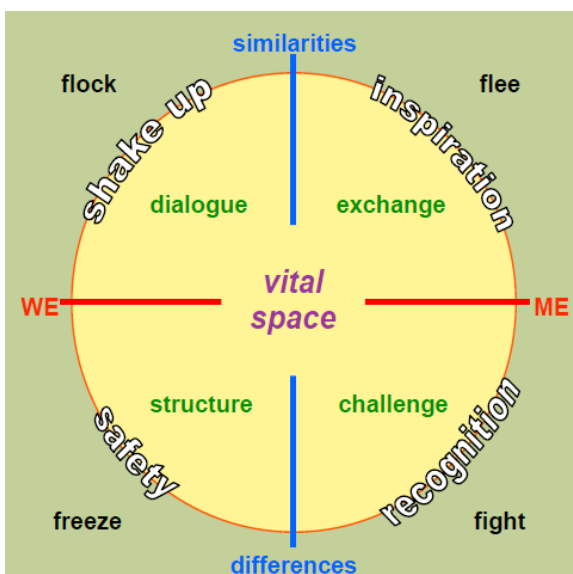 similarities
flock
flee
shake up
inspiration
dialogue
exchange
vital
space
WE
ME
structure
challenge
safety
recognition
freeze
fight
differences